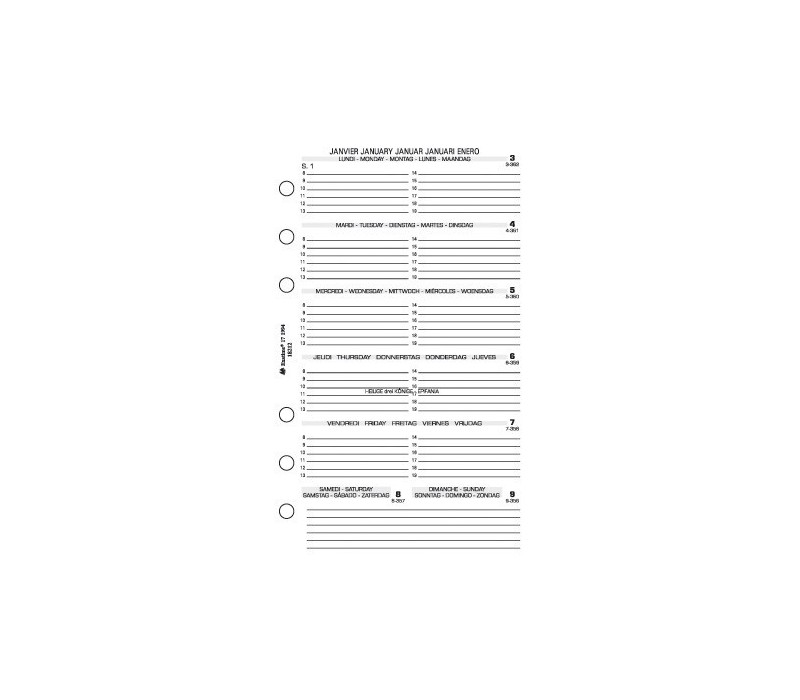 JANVIER JANUARY JANUAR JANUARI ENERO
LUNDI - MONDAY - MONTAG - LUNES - MAANDAG 3
S. 1 3-362
8 14
9 15
10 16
11 17
12 18
13 19
MARDI - TUESDAY - DIENSTAG - MARTES - DINSDAG 4
4-361
8 14
9 15
10 16
11 17
12 18
13 19
MERCREDI - WEDNESDAY - MITTWOCH - MIÉRCOLES - WOENSDAG 5
5-360
8 14
9 15
10 16
11 17
12 18
13 19
Exatime® 17 1994
16212
JEUDI THURSDAY DONNERSTAG DONDERDAG JUEVES 6
6-359
8 14
9 15
10 16
HEILIGE drei KÖNIGE - EPIFANIA
11 17
12 18
13 19
VENDREDI FRIDAY FREITAG VIERNES VRIJDAG 7
7-358
8 14
9 15
10 16
11 17
12 18
13 19
SAMEDI - SATURDAY
SAMSTAG - SÁBADO - ZATERDAG 8
8-357
DIMANCHE - SUNDAY
SONNTAG - DOMINGO - ZONDAG 9
9-356